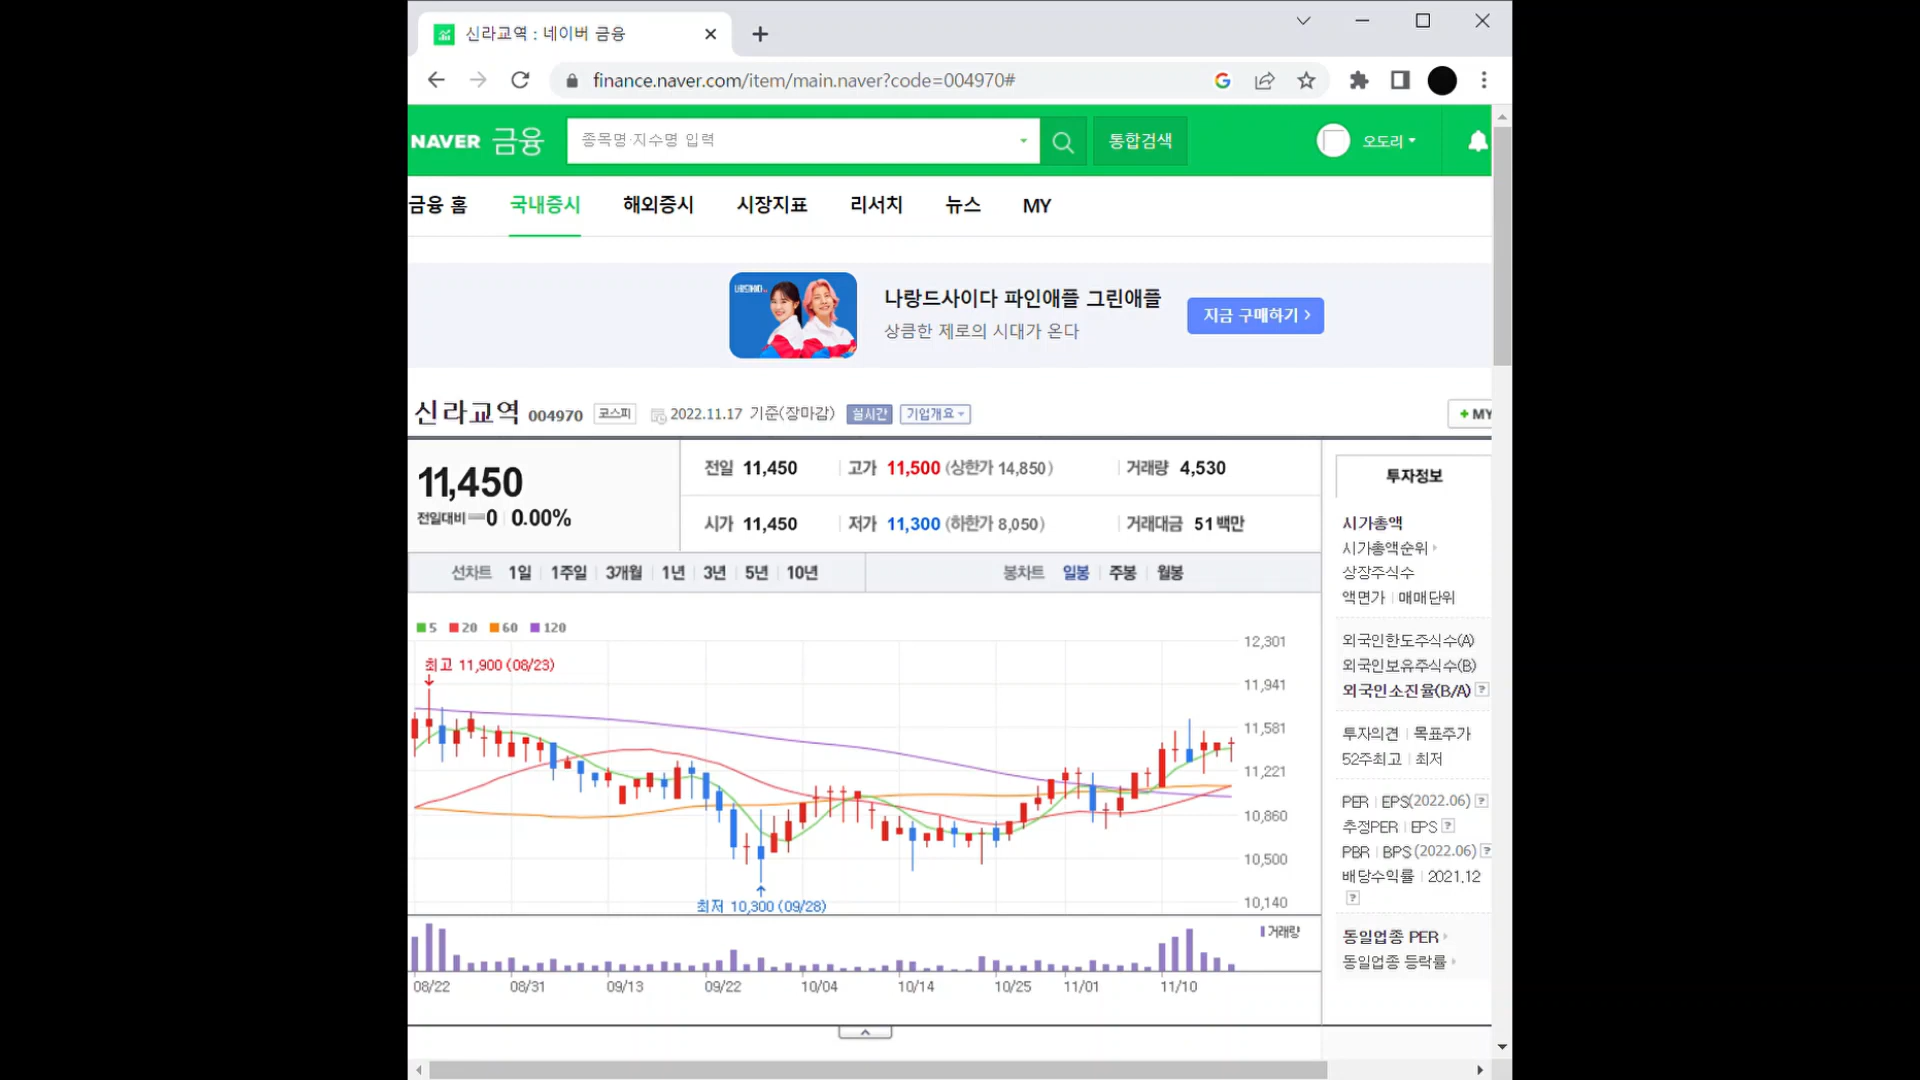 신라교역 : 네이버 금융
finance.naver.com/item/main.naver?code=004970#
NAVER 금융 종목명·지수명 입력 통합검색 오도리
금융 홈 국내증시 해외증시 시장지표 리서치 뉴스 MY
나랑드사이다 파인애플 그린애플
상큼한 제로의 시대가 온다
지금 구매하기 >
신라교역 004970 코스피 2022.11.17 기준(장마감) 실시간 기업개요 + MY
11,450
전일대비 0 0.00%
전일 11,450 고가 11,500 (상한가 14,850) 거래량 4,530
시가 11,450 저가 11,300 (하한가 8,050) 거래대금 51 백만
선차트 1일 1주일 3개월 1년 3년 5년 10년 봉차트 일봉 주봉 월봉
5 20 60 120
최고 11,900 (08/23)
최저 10,300 (09/28)
12,301
11,941
11,581
11,221
10,860
10,500
10,140
거래량
08/22 08/31 09/13 09/22 10/04 10/14 10/25 11/01 11/10
투자정보
시가총액
시가총액순위
상장주식수
액면가 매매단위
외국인한도주식수(A)
외국인보유주식수(B)
외국인소진율(B/A) ?
투자의견 목표주가
52주최고 최저
PER EPS(2022.06) ?
추정PER EPS ?
PBR BPS (2022.06) ?
배당수익률 2021.12
?
동일업종 PER
동일업종 등락률